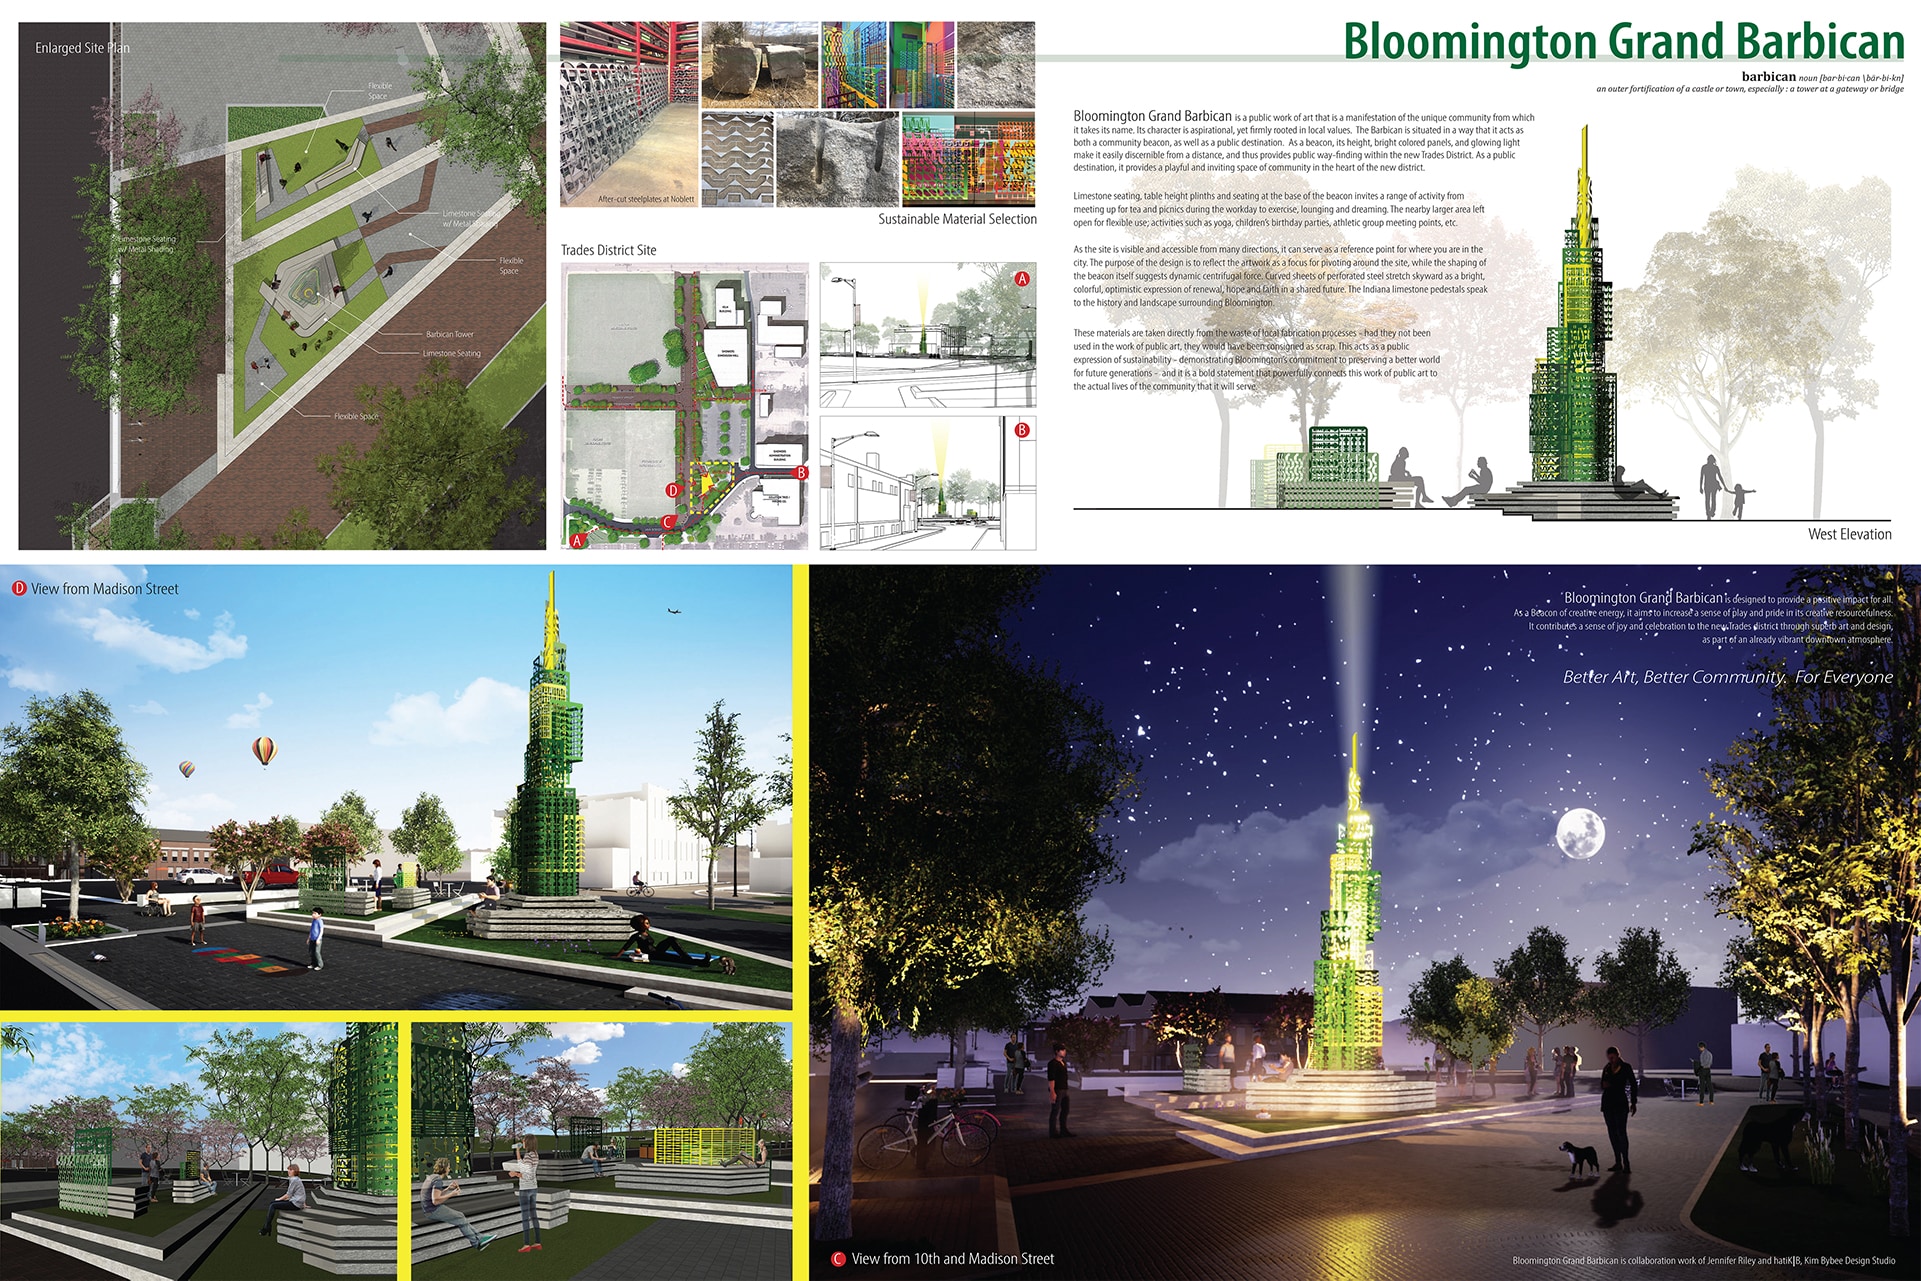 Enlarged Site Plan
Flexible
Space
Limestone Seating
w/ Metal Shading
Limestone Seating
w/ Metal Shading
Flexible
Space
Barbican Tower
Limestone Seating
Flexible Space
After-cut steelplates at Noblett
Sustainable Material Selection
Trades District Site
SHOWERS
ADMINISTRATION
BUILDING
A
B
C
D
A
B
Bloomington Grand Barbican
barbican noun [bar·bi·can \bär-bi-kn]
an outer fortification of a castle or town, especially : a tower at a gateway or bridge
Bloomington Grand Barbican is a public work of art that is a manifestation of the unique community from which
it takes its name. Its character is aspirational, yet firmly rooted in local values. The Barbican is situated in a way that it acts as
both a community beacon, as well as a public destination. As a beacon, its height, bright colored panels, and glowing light
make it easily discernible from a distance, and thus provides public way-finding within the new Trades District. As a public
destination, it provides a playful and inviting space of community in the heart of the new district.
Limestone seating, table height plinths and seating at the base of the beacon invites a range of activity from
meeting up for tea and picnics during the workday to exercise, lounging and dreaming. The nearby larger area left
open for flexible use; activities such as yoga, children's birthday parties, athletic group meeting points, etc.
As the site is visible and accessible from many directions, it can serve as a reference point for where you are in the
city. The purpose of the design is to reflect the artwork as a focus for pivoting around the site, while the shaping of
the beacon itself suggests dynamic centrifugal force. Curved sheets of perforated steel stretch skyward as a bright,
colorful, optimistic expression of renewal, hope and faith in a shared future. The Indiana limestone pedestals speak
to the history and landscape surrounding Bloomington.
These materials are taken directly from the waste of local fabrication processes - had they not been
used in the work of public art, they would have been consigned as scrap. This acts as a public
expression of sustainability – demonstrating Bloomington's commitment to preserving a better world
for future generations - and it is a bold statement that powerfully connects this work of public art to
the actual lives of the community that it will serve.
West Elevation
D View from Madison Street
Bloomington Grand Barbican is designed to provide a positive impact for all.
As a Beacon of creative energy, it aims to increase a sense of play and pride in its creative resourcefulness.
It contributes a sense of joy and celebration to the new Trades district through superb art and design,
as part of an already vibrant downtown atmosphere.
Better Art, Better Community. For Everyone
C View from 10th and Madison Street
Bloomington Grand Barbican is collaboration work of Jennifer Riley and hatiK|B, Kim Bybee Design Studio